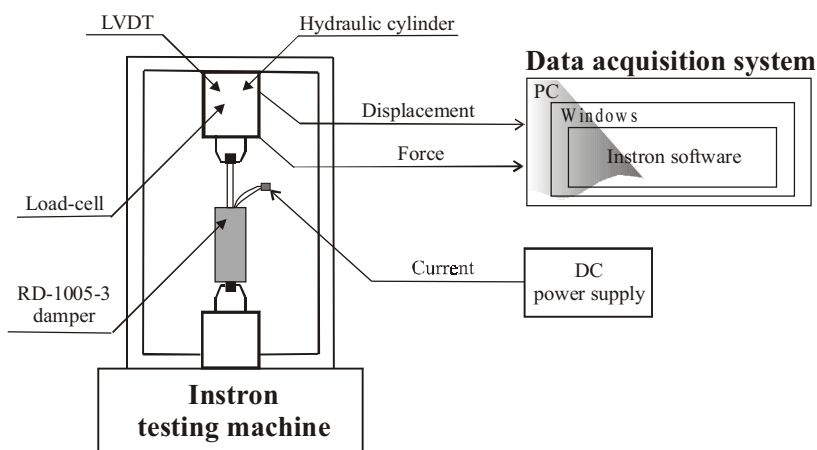 LVDT
Hydraulic cylinder
Data acquisition system
PC
Windows
Instron software
Displacement
Force
Load-cell
Current
DC
power supply
RD-1005-3
damper
Instron
testing machine